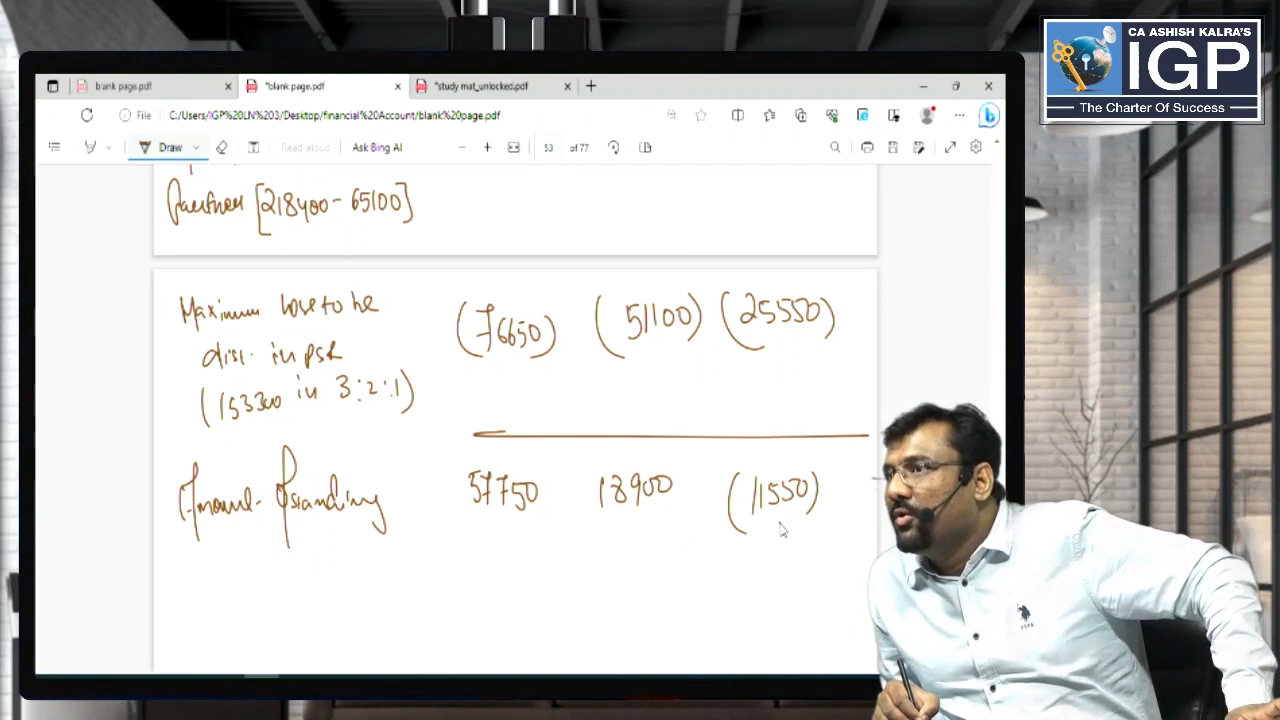 CA ASHISH KALRA'S
IGP
The Charter Of Success
blank page.pdf
*blank page.pdf
*study mat_unlocked.pdf
File
C:/Users/IGP%20LN%203/Desktop/financial%20Account/blank%20page.pdf
Draw
Read aloud
Ask Bing AI
53 of 77
[218400 - 65100]
Maximum loss to be (76650) (51100) (25550)
dist. in psr
(153300 in 3:2:1)
Amount 57750 18900 (11550)
USPA